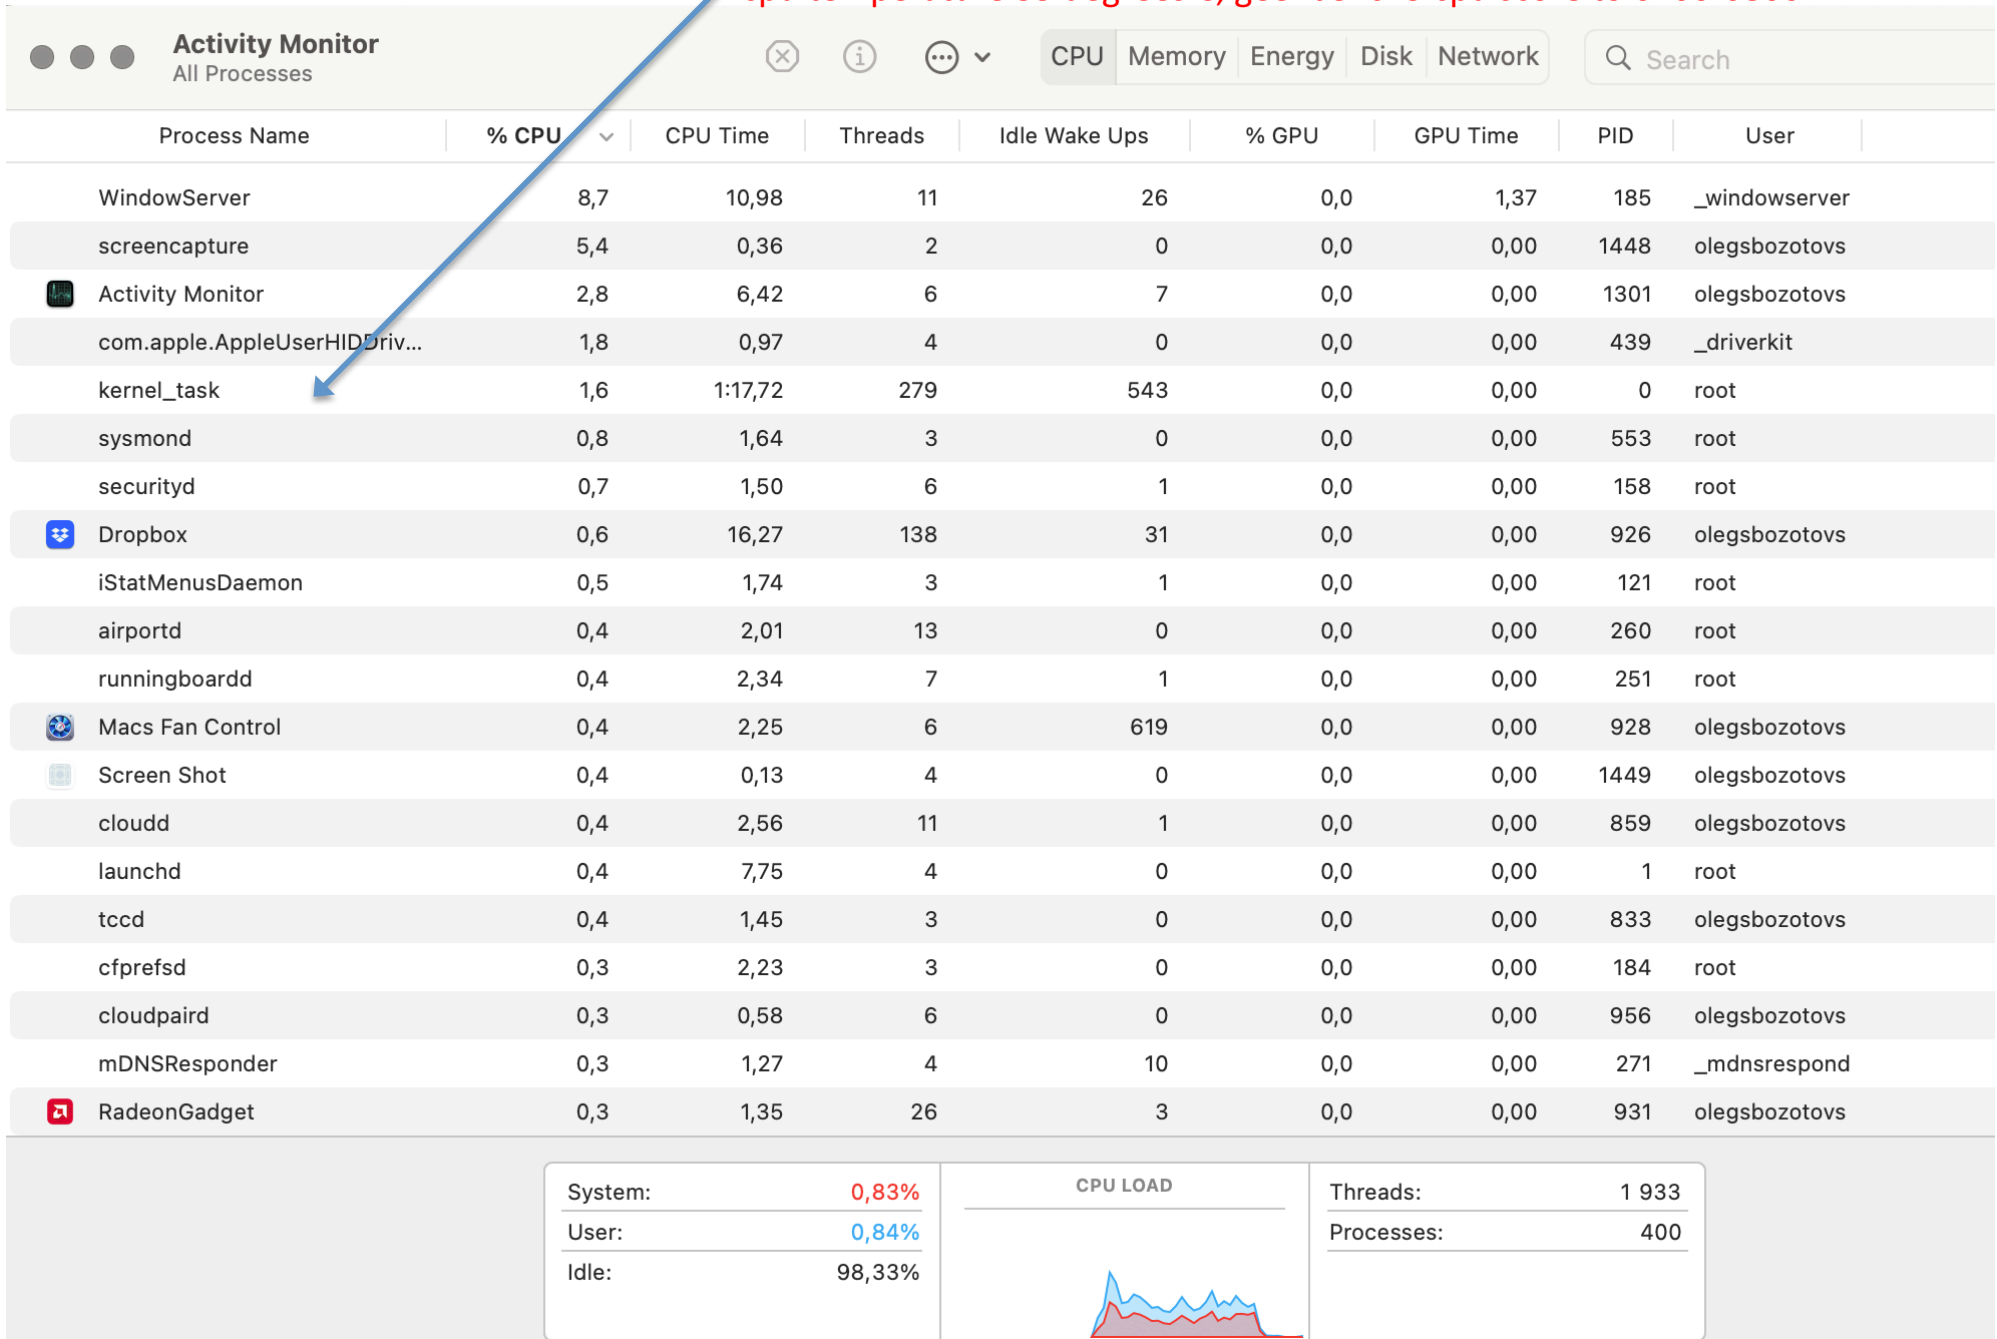 Activity Monitor
All Processes
CPU Memory Energy Disk Network Search
Process Name % CPU CPU Time Threads Idle Wake Ups % GPU GPU Time PID User
WindowServer 8,7 10,98 11 26 0,0 1,37 185 _windowserver
screencapture 5,4 0,36 2 0 0,0 0,00 1448 olegsbozotovs
Activity Monitor 2,8 6,42 6 7 0,0 0,00 1301 olegsbozotovs
com.apple.AppleUserHIDDriv... 1,8 0,97 4 0 0,0 0,00 439 _driverkit
kernel_task 1,6 1:17,72 279 543 0,0 0,00 0 root
sysmond 0,8 1,64 3 0 0,0 0,00 553 root
securityd 0,7 1,50 6 1 0,0 0,00 158 root
Dropbox 0,6 16,27 138 31 0,0 0,00 926 olegsbozotovs
iStatMenusDaemon 0,5 1,74 3 1 0,0 0,00 121 root
airportd 0,4 2,01 13 0 0,0 0,00 260 root
runningboardd 0,4 2,34 7 1 0,0 0,00 251 root
Macs Fan Control 0,4 2,25 6 619 0,0 0,00 928 olegsbozotovs
Screen Shot 0,4 0,13 4 0 0,0 0,00 1449 olegsbozotovs
cloudd 0,4 2,56 11 1 0,0 0,00 859 olegsbozotovs
launchd 0,4 7,75 4 0 0,0 0,00 1 root
tccd 0,4 1,45 3 0 0,0 0,00 833 olegsbozotovs
cfprefsd 0,3 2,23 3 0 0,0 0,00 184 root
cloudpaird 0,3 0,58 6 0 0,0 0,00 956 olegsbozotovs
mDNSResponder 0,3 1,27 4 10 0,0 0,00 271 _mdnsrespond
RadeonGadget 0,3 1,35 26 3 0,0 0,00 931 olegsbozotovs
System: 0,83% CPU LOAD Threads: 1 933
User: 0,84% Processes: 400
Idle: 98,33%